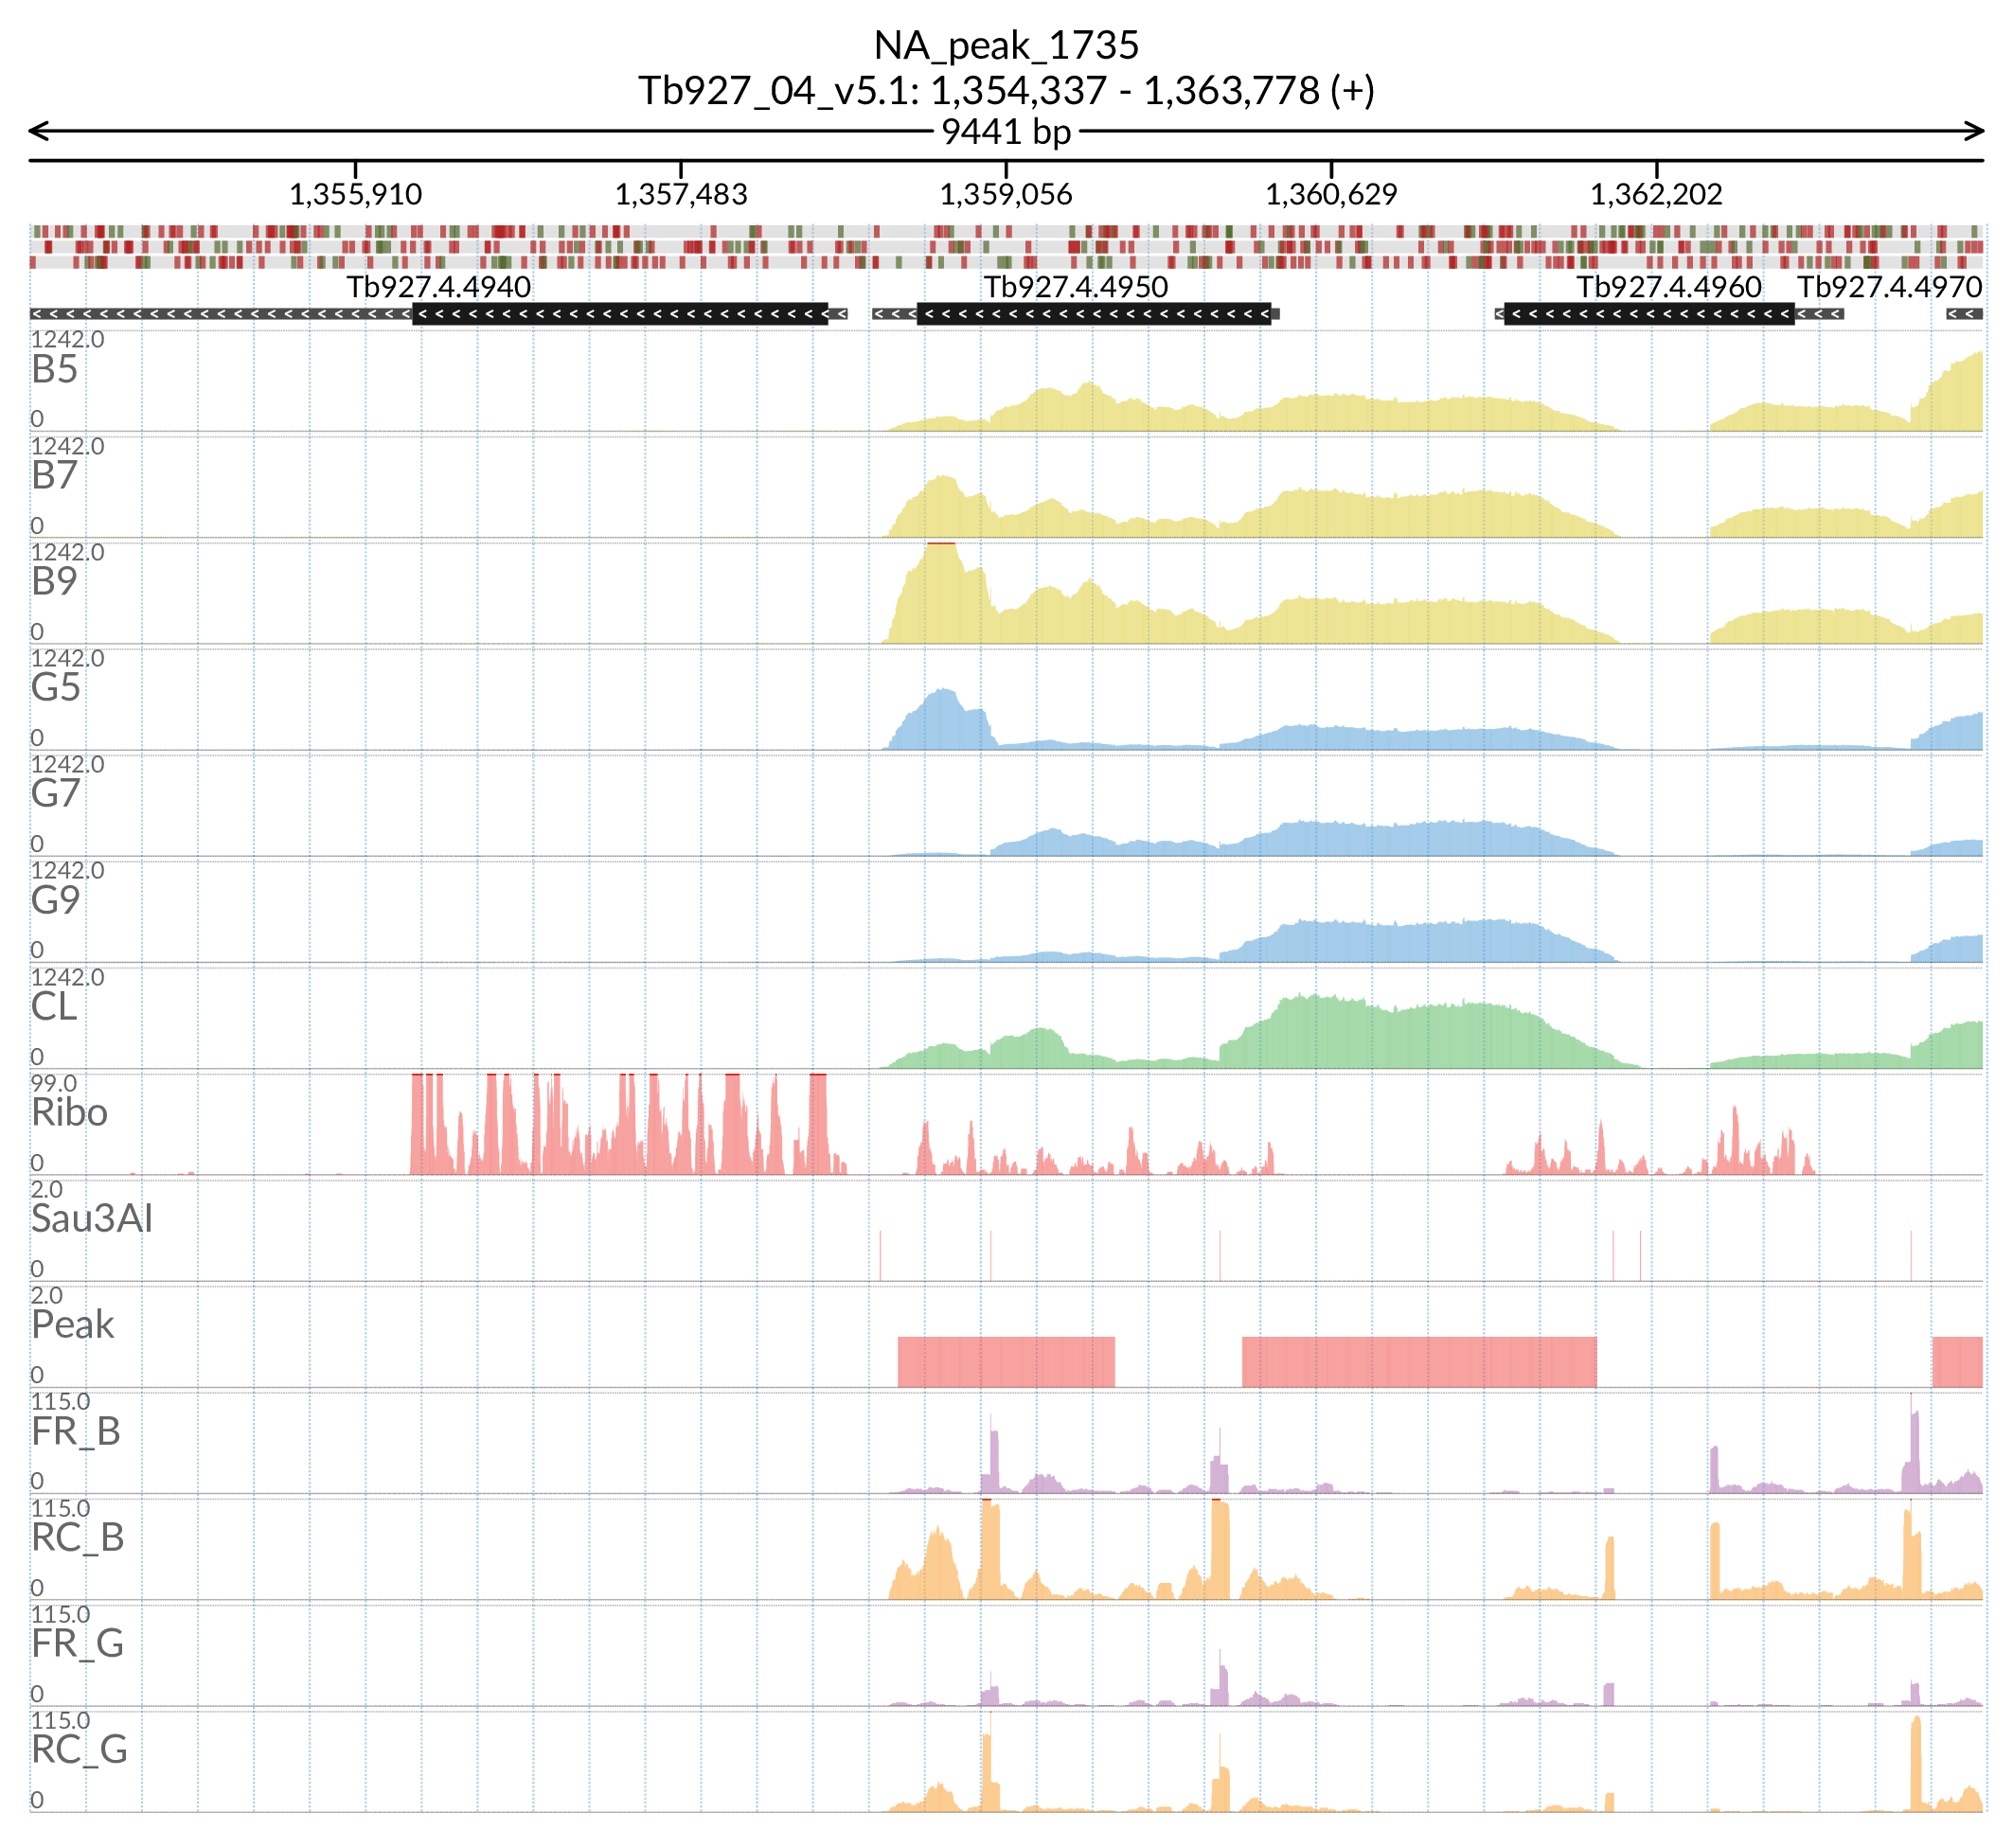 NA_peak_1735
Tb927_04_v5.1: 1,354,337 - 1,363,778 (+)
9441 bp
1,355,910 1,357,483 1,359,056 1,360,629 1,362,202
Tb927.4.4940 Tb927.4.4950 Tb927.4.4960 Tb927.4.4970
1242.0
B5
0
1242.0
B7
0
1242.0
B9
0
1242.0
G5
0
1242.0
G7
0
1242.0
G9
0
1242.0
CL
0
99.0
Ribo
0
2.0
Sau3AI
0
2.0
Peak
0
115.0
FR_B
0
115.0
RC_B
0
115.0
FR_G
0
115.0
RC_G
0